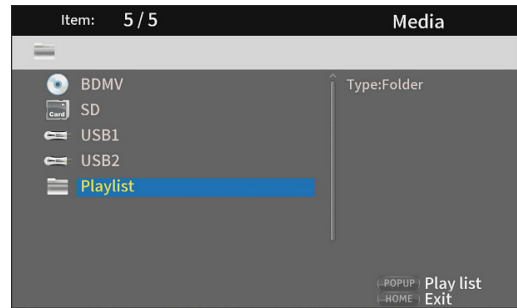 Item: 5/5 Media
BDMV
Type:Folder
Card SD
USB1
USB2
Playlist
POPUP Play list
HOME Exit